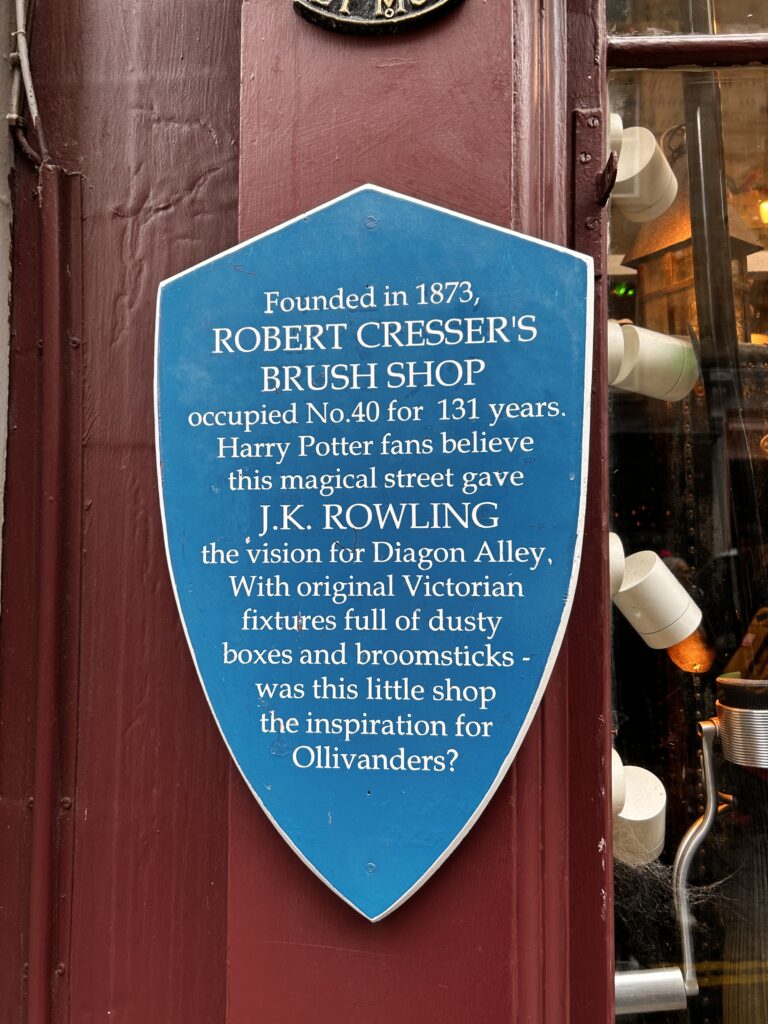 Founded in 1873,
ROBERT CRESSER'S
BRUSH SHOP
occupied No.40 for 131 years.
Harry Potter fans believe
this magical street gave
J.K. ROWLING
the vision for Diagon Alley,
With original Victorian
fixtures full of dusty
boxes and broomsticks -
was this little shop
the inspiration for
Ollivanders?